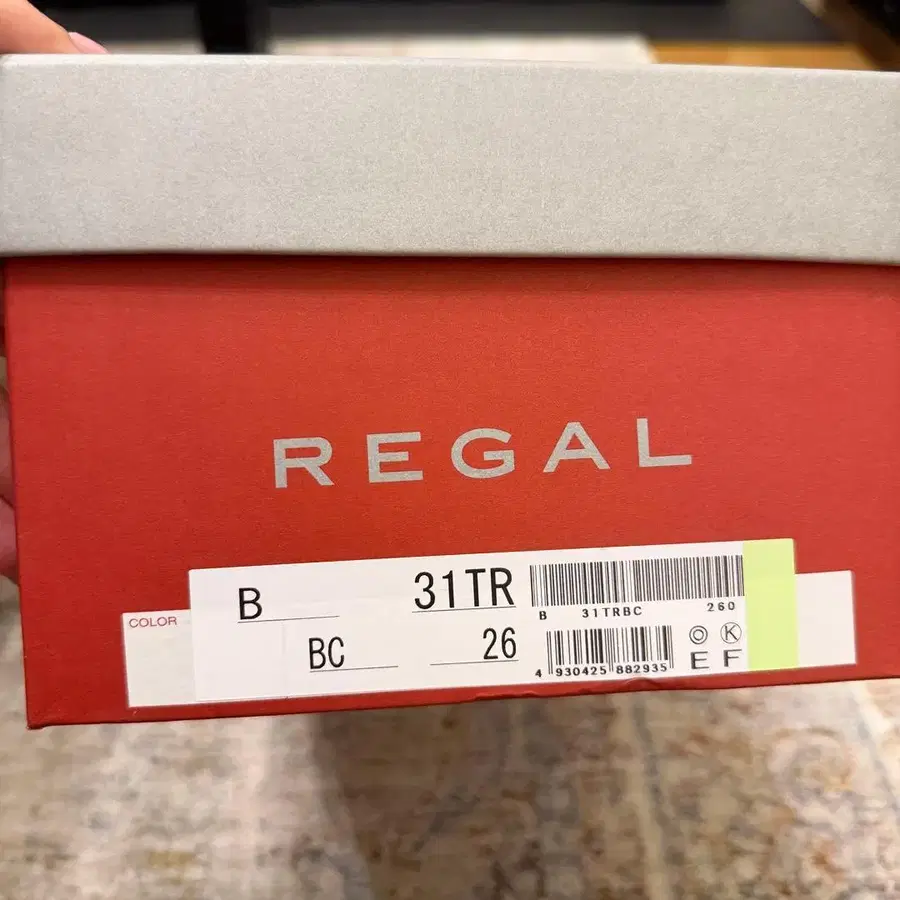 REGAL
COLOR
B 31TR
BC 26
B 31TRBC 260
4 930425 882935
◎ Ⓚ
E F